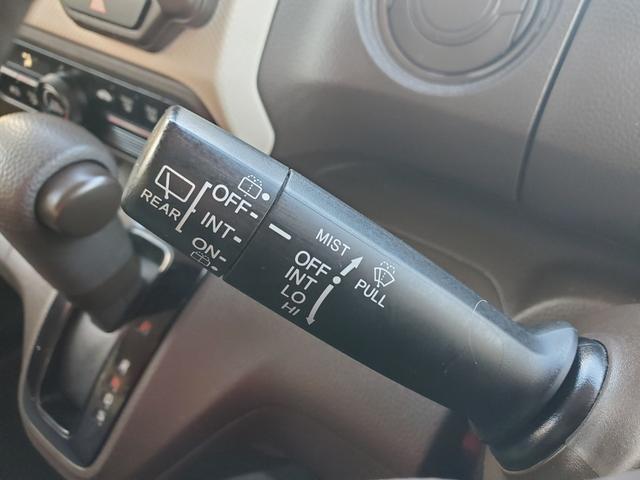 REAR
OFF
INT
ON
MIST
OFF
INT
LO
HI
PULL